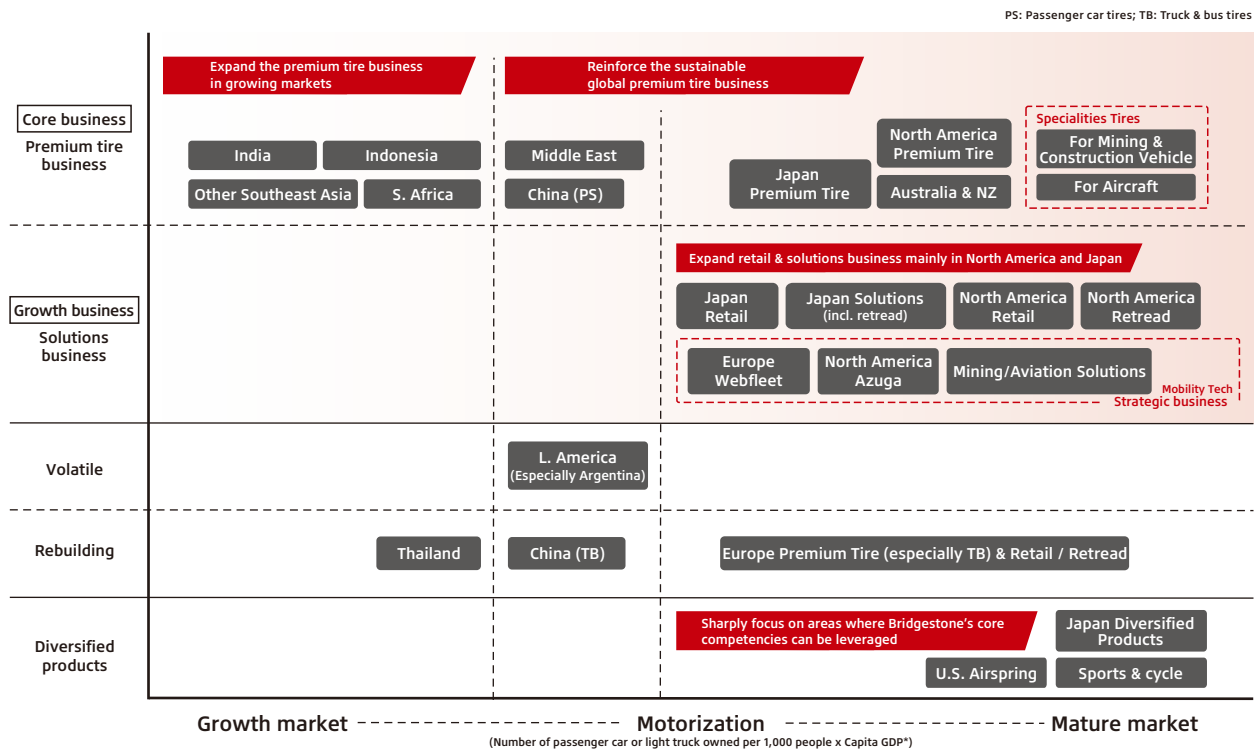 PS: Passenger car tires; TB: Truck & bus tires
Expand the premium tire business
in growing markets
Reinforce the sustainable
global premium tire business
Core business
Premium tire
business
India
Indonesia
Other Southeast Asia
S. Africa
Middle East
China (PS)
Japan
Premium Tire
North America
Premium Tire
Australia & NZ
Specialities Tires
For Mining &
Construction Vehicle
For Aircraft
Growth business
Solutions
business
Expand retail & solutions business mainly in North America and Japan
Japan
Retail
Japan Solutions
(incl. retread)
North America
Retail
North America
Retread
Europe
Webfleet
North America
Azuga
Mining/Aviation Solutions
Mobility Tech
Strategic business
Volatile
L. America
(Especially Argentina)
Rebuilding
Thailand
China (TB)
Europe Premium Tire (especially TB) & Retail / Retread
Diversified
products
Sharply focus on areas where Bridgestone's core
competencies can be leveraged
Japan Diversified
Products
U.S. Airspring
Sports & cycle
Growth market
Motorization
Mature market
(Number of passenger car or light truck owned per 1,000 people x Capita GDP*)